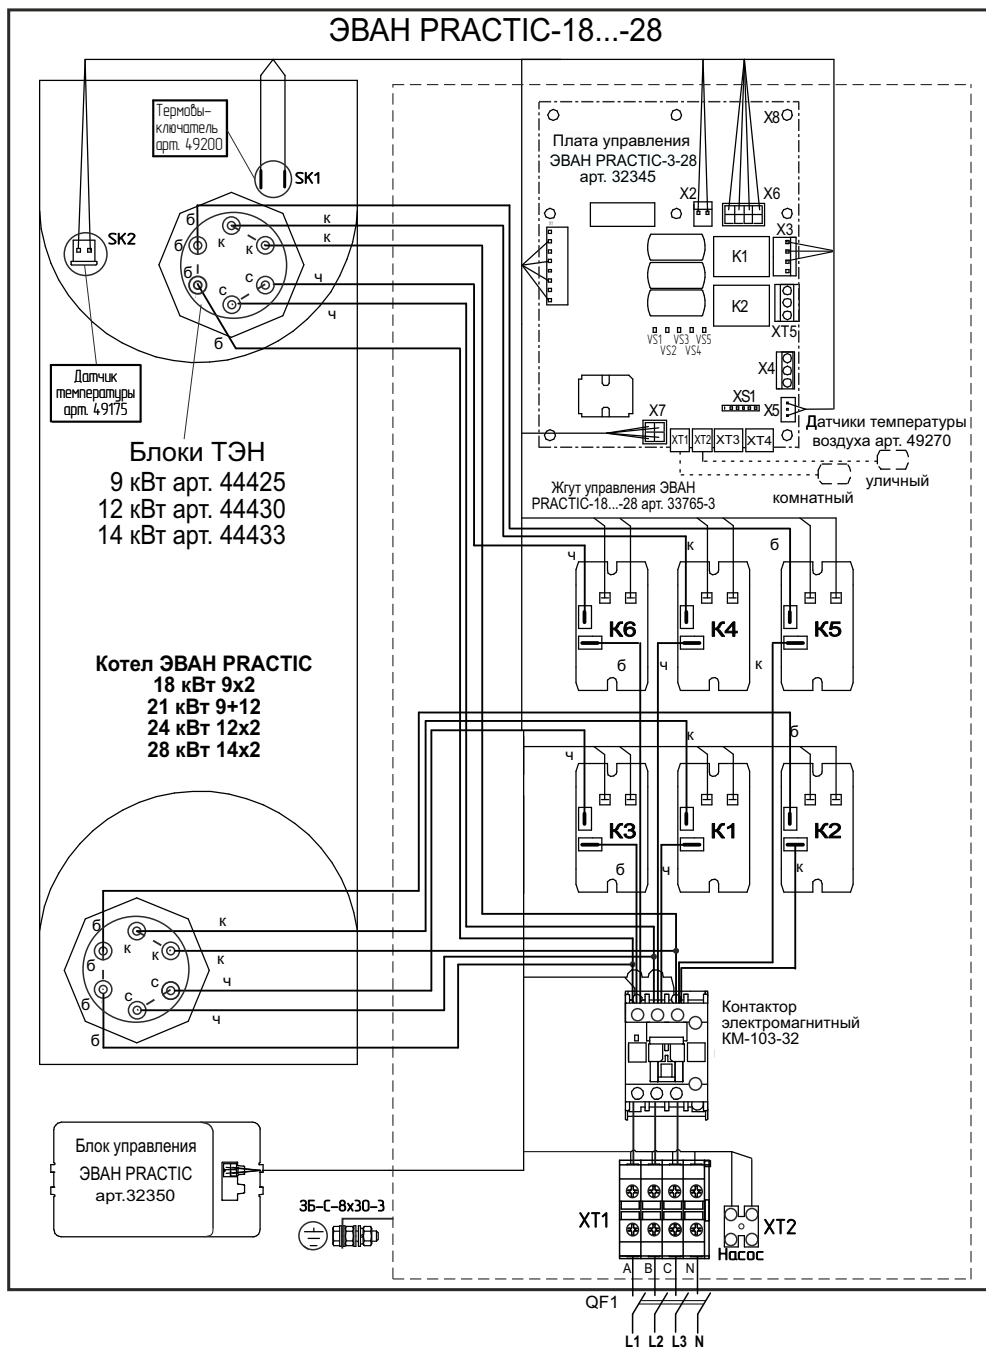 ЭВАН PRACTIC-18...-28
Термовы-
ключатель
арт. 49200
SK1
SK2
Датчик
температуры
арт. 49175
б
б
б
б
к
к
к
к
с
с
ч
ч
Блоки ТЭН
9 кВт арт. 44425
12 кВт арт. 44430
14 кВт арт. 44433
Плата управления
ЭВАН PRACTIC-3-28
арт. 32345
X8
X2
X6
X3
K1
K2
XT5
VS1
VS2
VS3
VS4
VS5
X4
XS1
X5
X7
XT1
XT2
XT3
XT4
Датчики температуры
воздуха арт. 49270
уличный
комнатный
Жгут управления ЭВАН
PRACTIC-18...-28 арт. 33765-3
ч
к
б
K6
K4
K5
б
ч
к
Котел ЭВАН PRACTIC
18 кВт 9x2
21 кВт 9+12
24 кВт 12x2
28 кВт 14x2
ч
к
б
K3
K1
K2
б
ч
к
б
б
б
б
к
к
к
к
с
с
ч
ч
Контактор
электромагнитный
КМ-103-32
Блок управления
ЭВАН PRACTIC
арт.32350
ЗБ-С-8х30-3
XT1
XT2
Насос
A B C N
QF1
L1 L2 L3 N